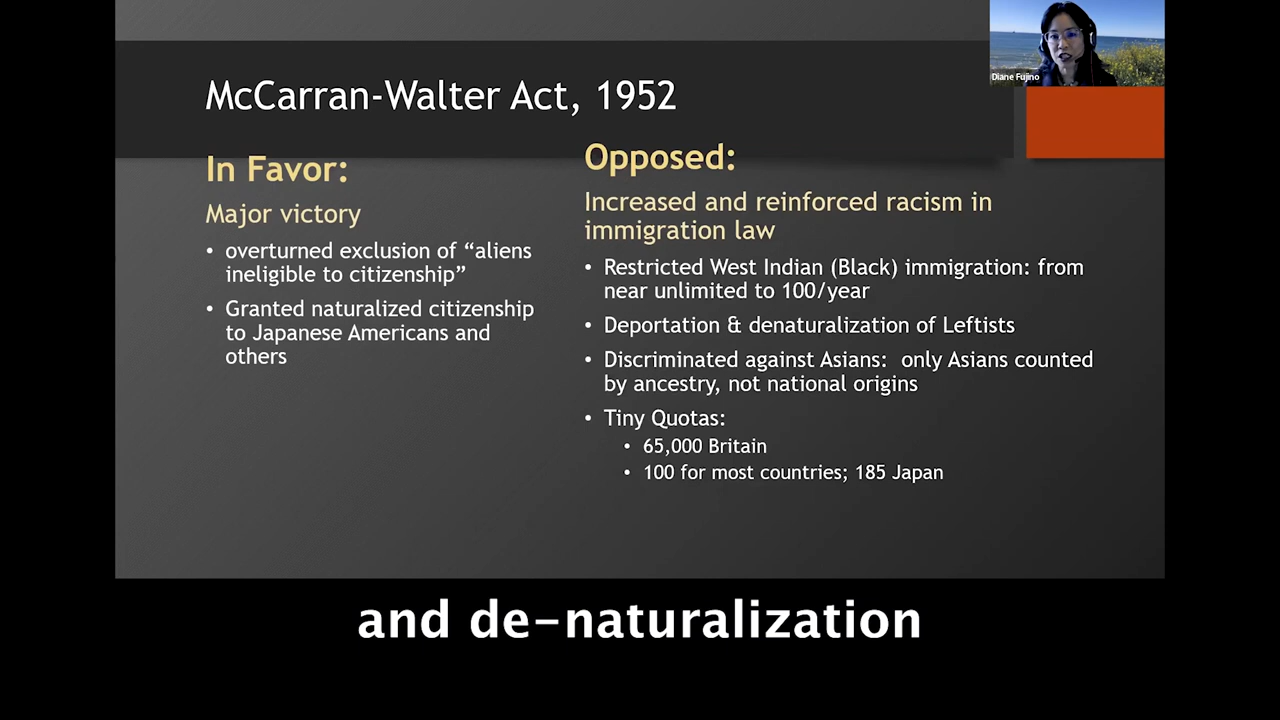 Diane Fujino
McCarran-Walter Act, 1952
In Favor:
Major victory
• overturned exclusion of “aliens
ineligible to citizenship”
• Granted naturalized citizenship
to Japanese Americans and
others
Opposed:
Increased and reinforced racism in
immigration law
• Restricted West Indian (Black) immigration: from
near unlimited to 100/year
• Deportation & denaturalization of Leftists
• Discriminated against Asians: only Asians counted
by ancestry, not national origins
• Tiny Quotas:
• 65,000 Britain
• 100 for most countries; 185 Japan
and de-naturalization